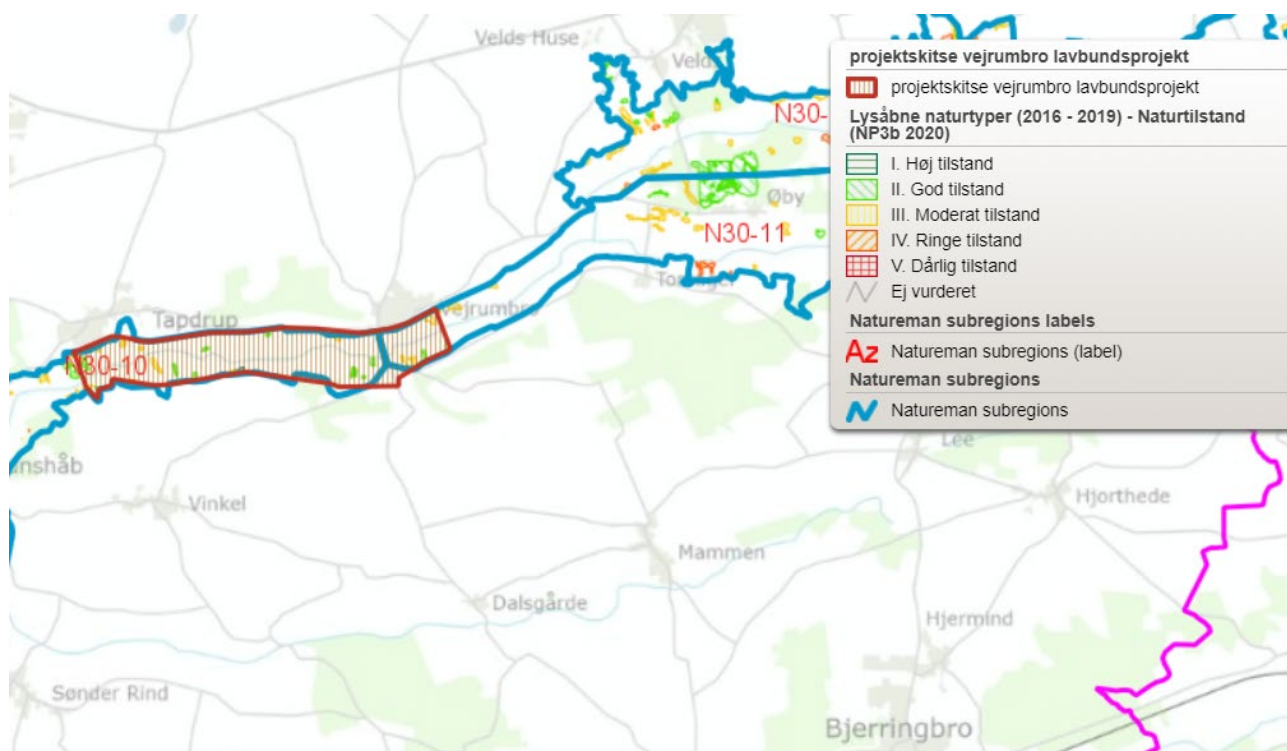 Velds Huse
Veld
N30-
Øby
N30-11
Vejrumbro
Tapdrup
N30-10
Vinkel
Mammen
Lee
Hjorthede
Dalsgårde
Hjermind
Sønder Rind
Bjerringbro
projektskitse vejrumbro lavbundsprojekt
projektskitse vejrumbro lavbundsprojekt
Lysåbne naturtyper (2016 - 2019) - Naturtilstand
(NP3b 2020)
I. Høj tilstand
II. God tilstand
III. Moderat tilstand
IV. Ringe tilstand
V. Dårlig tilstand
Ej vurderet
Natureman subregions labels
Az Natureman subregions (label)
Natureman subregions
Natureman subregions